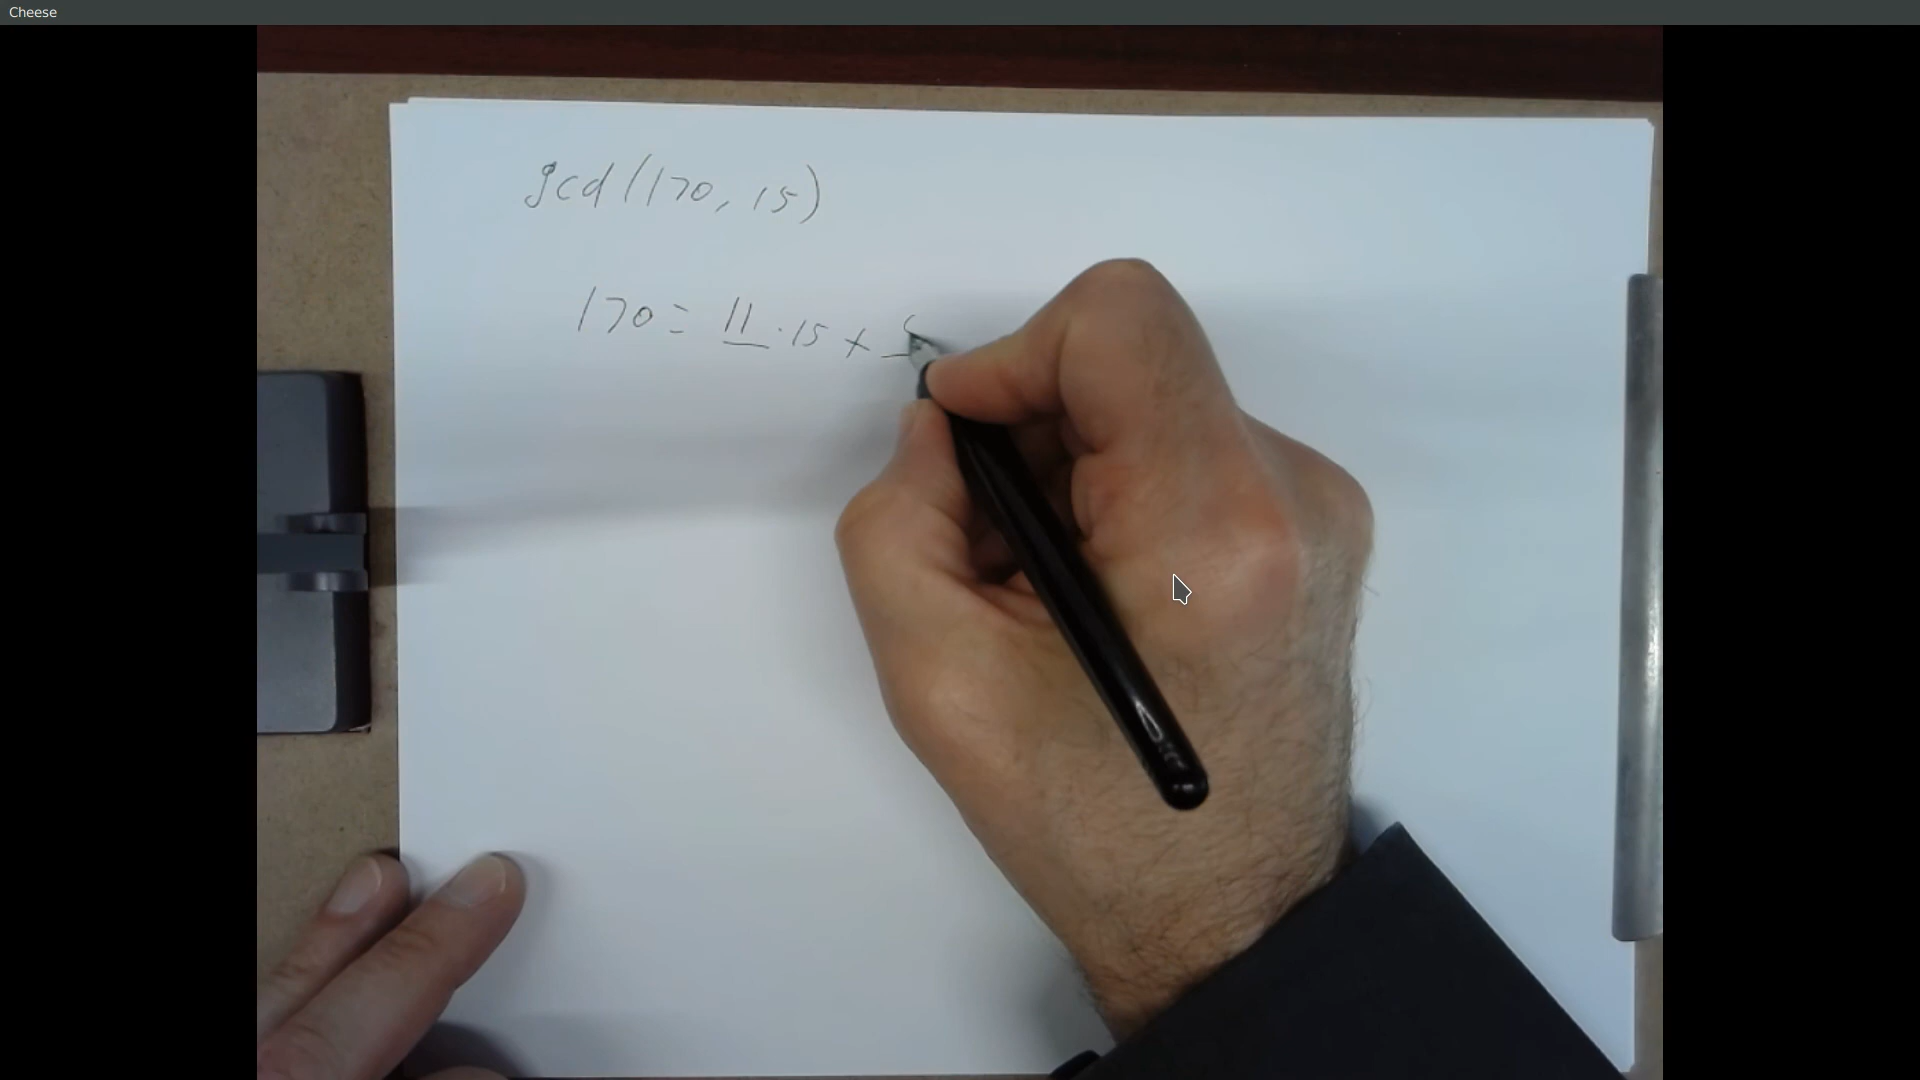 Cheese
gcd(170, 15)
170 = 11 · 15 +